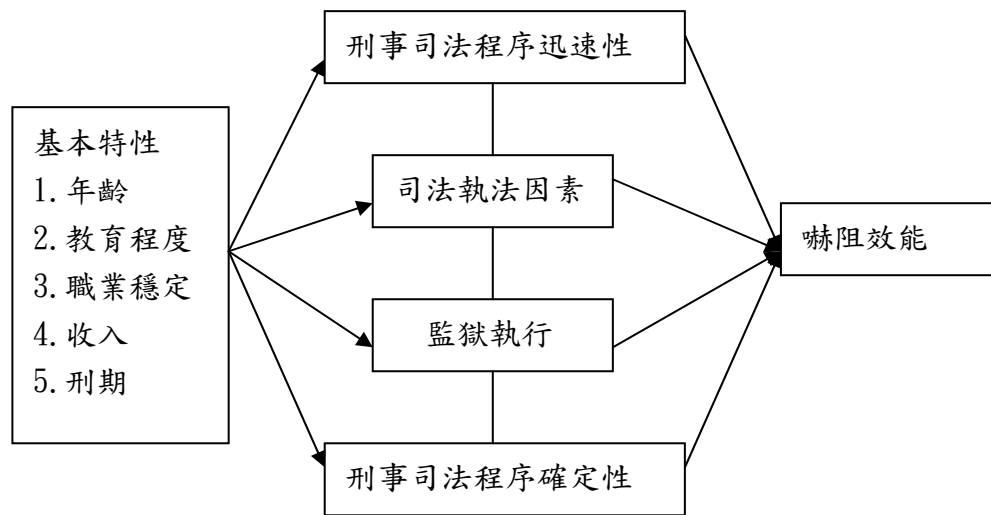 刑事司法程序迅速性
基本特性
1.年齡
2.教育程度
3.職業穩定
4.收入
5.刑期
司法執法因素
監獄執行
刑事司法程序確定性
嚇阻效能